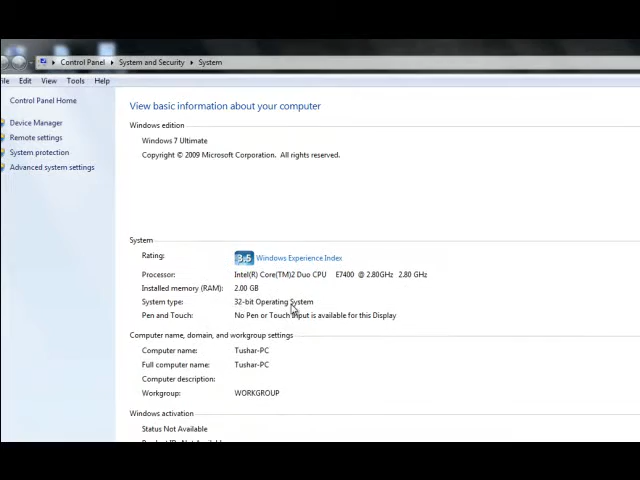 Control Panel ▸ System and Security ▸ System
File Edit View Tools Help
Control Panel Home
Device Manager
Remote settings
System protection
Advanced system settings
View basic information about your computer
Windows edition
Windows 7 Ultimate
Copyright © 2009 Microsoft Corporation. All rights reserved.
System
Rating: 3,5 Windows Experience Index
Processor: Intel(R) Core(TM)2 Duo CPU E7400 @ 2.80GHz 2.80 GHz
Installed memory (RAM): 2.00 GB
System type: 32-bit Operating System
Pen and Touch: No Pen or Touch Input is available for this Display
Computer name, domain, and workgroup settings
Computer name: Tushar-PC
Full computer name: Tushar-PC
Computer description:
Workgroup: WORKGROUP
Windows activation
Status Not Available